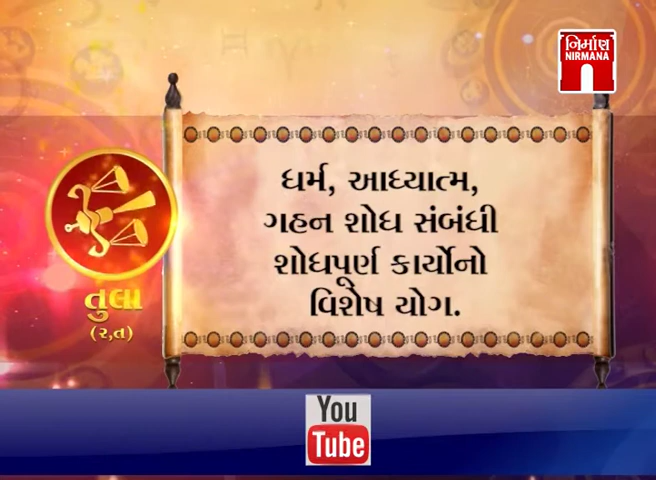 નિર્માણ
NIRMANA
ધર્મ, આધ્યાત્મ,
ગહન શોધ સંબંધી
શોધપૂર્ણ કાર્યોનો
વિશેષ યોગ.
તુલા
(ર,ત)
You
Tube